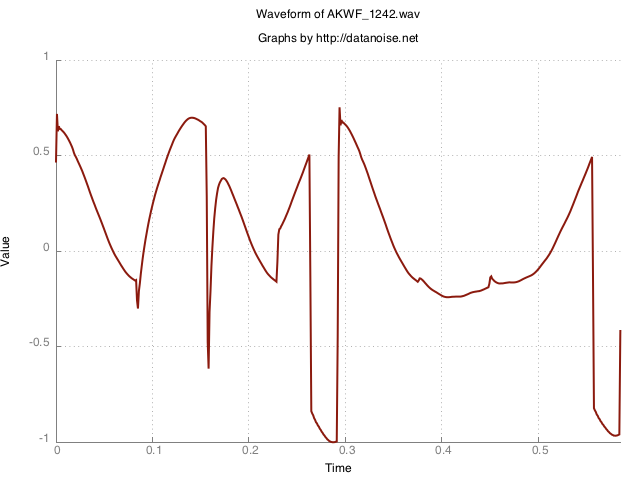 Waveform of AKWF_1242.wav
Graphs by http://datanoise.net
1
0.5
0
-0.5
-1
Value
0 0.1 0.2 0.3 0.4 0.5
Time